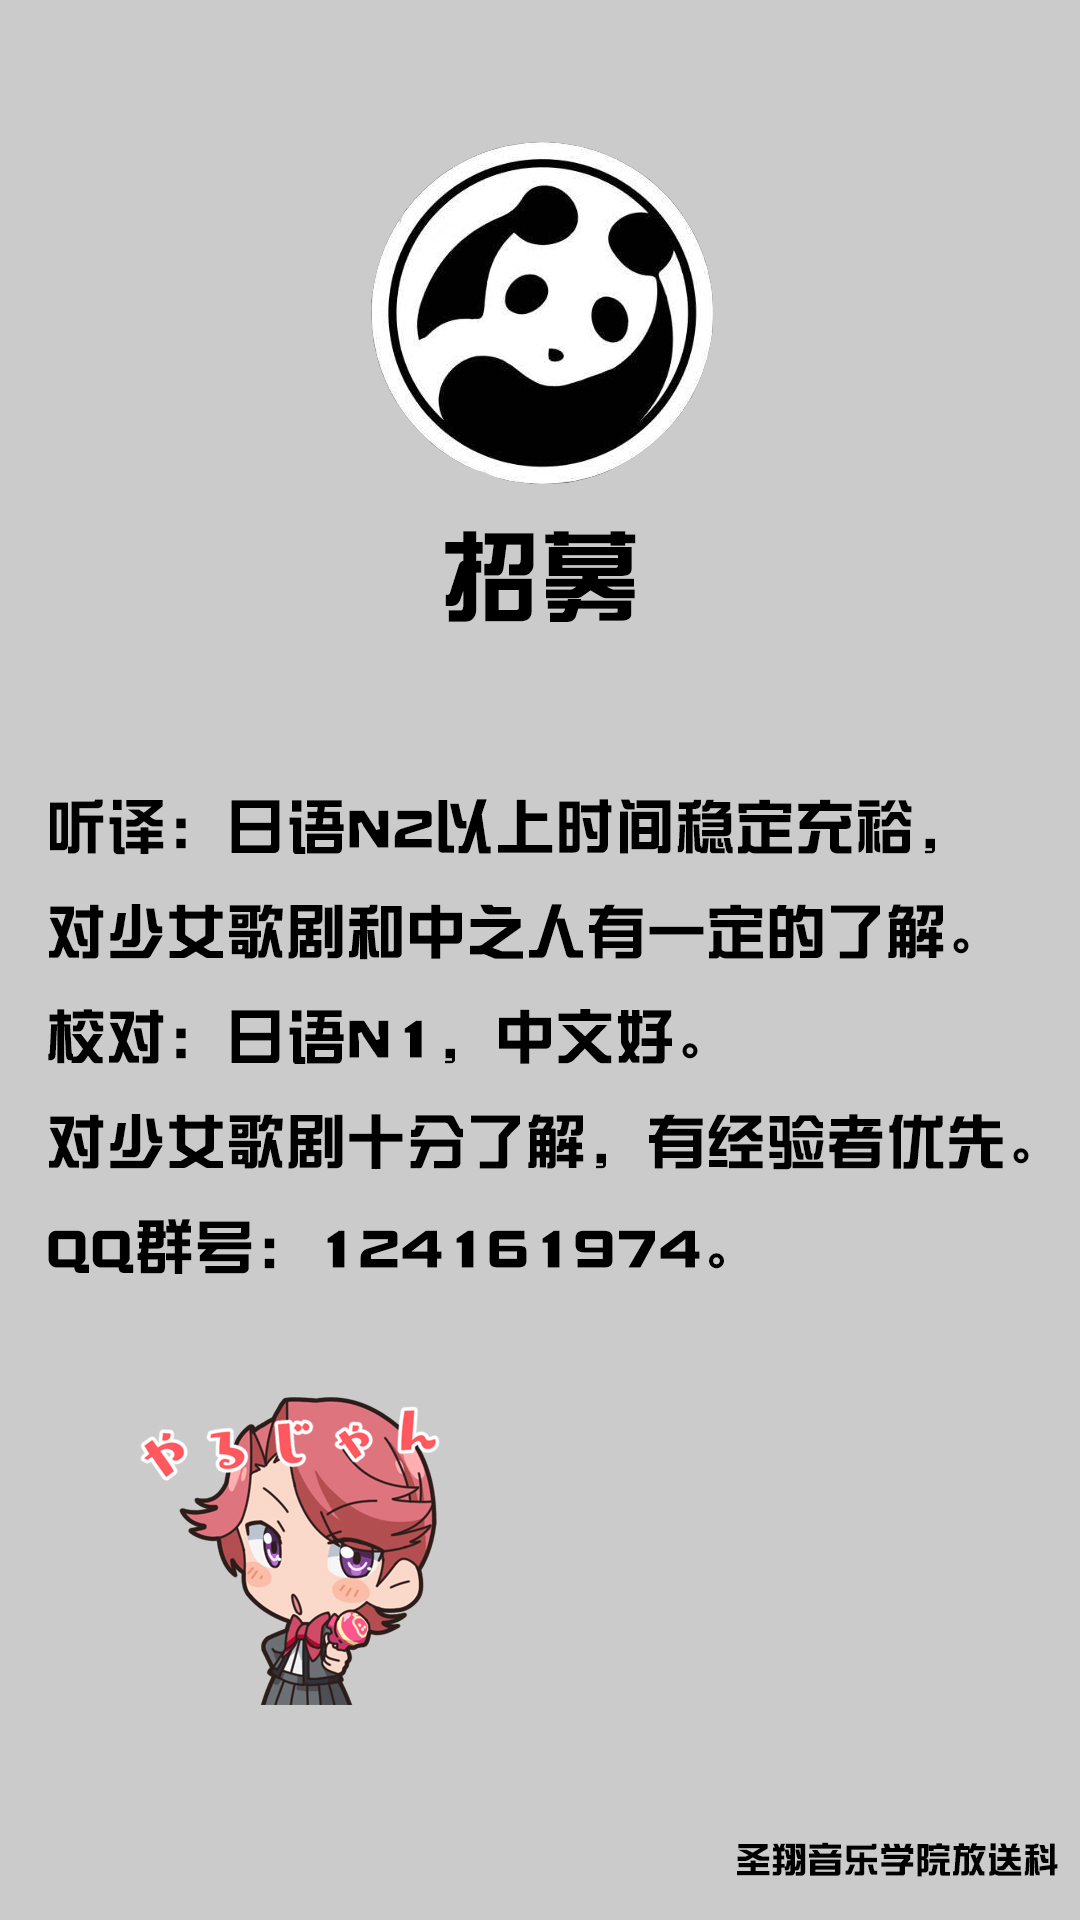 招募
听译：日语N2以上时间稳定充裕，
对少女歌剧和中之人有一定的了解。
校对：日语N1，中文好。
对少女歌剧十分了解，有经验者优先。
QQ群号：124161974。
やるじゃん
圣翔音乐学院放送科